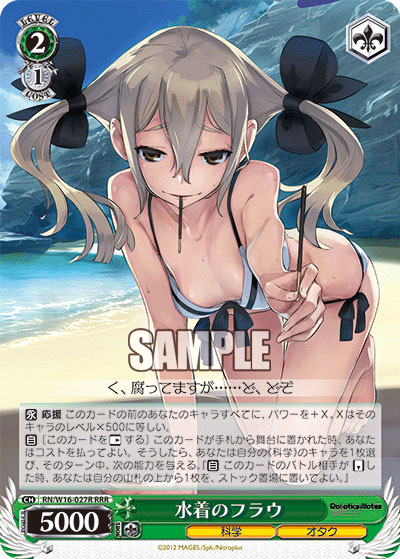 LEVEL
2
1
COST
SAMPLE
く、腐ってますが……ど、どぞ
永 応援 このカードの前のあなたのキャラすべてに、パワーを+X。Xはそ
のキャラのレベル×500に等しい。
自 [このカードを する] このカードが手札から舞台に置かれた時、あなた
はコストを払ってよい。そうしたら、あなたは自分の《科学》のキャラを1枚選
び、そのターン中、次の能力を与える。『自 このカードのバトル相手が した
時、あなたは自分の山札の上から1枚を、ストック置場に置いてよい。』
CH RN/W16-027R RRR
Robotics;Notes
5000
水着のフラウ
科学 オタク
©2012 MAGES./5pb./Nitroplus